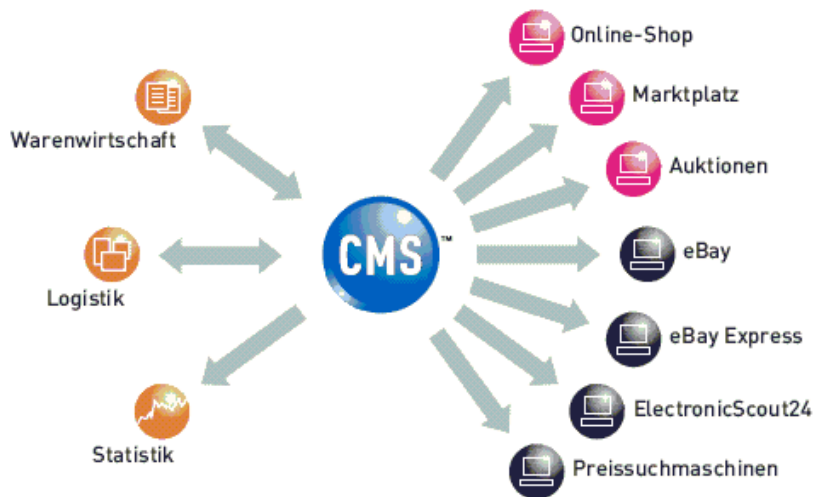 Warenwirtschaft
Logistik
Statistik
CMS™
Online-Shop
Marktplatz
Auktionen
eBay
eBay Express
ElectronicScout24
Preissuchmaschinen